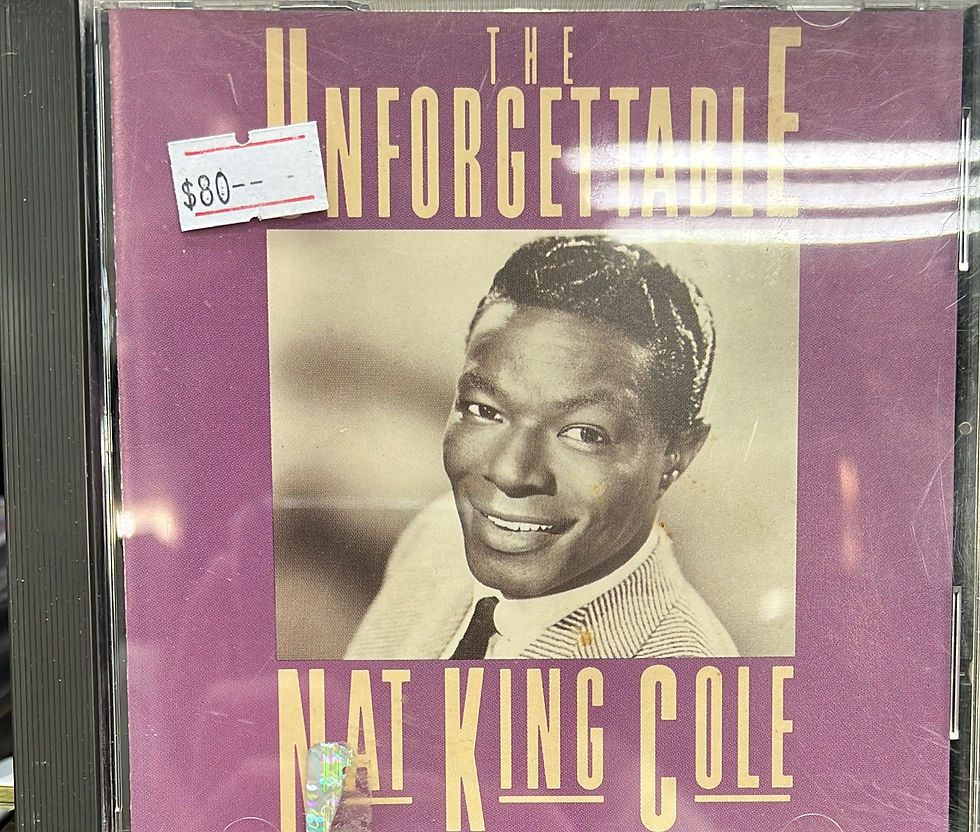 THE
UNFORGETTABLE
$80--
NAT KING COLE